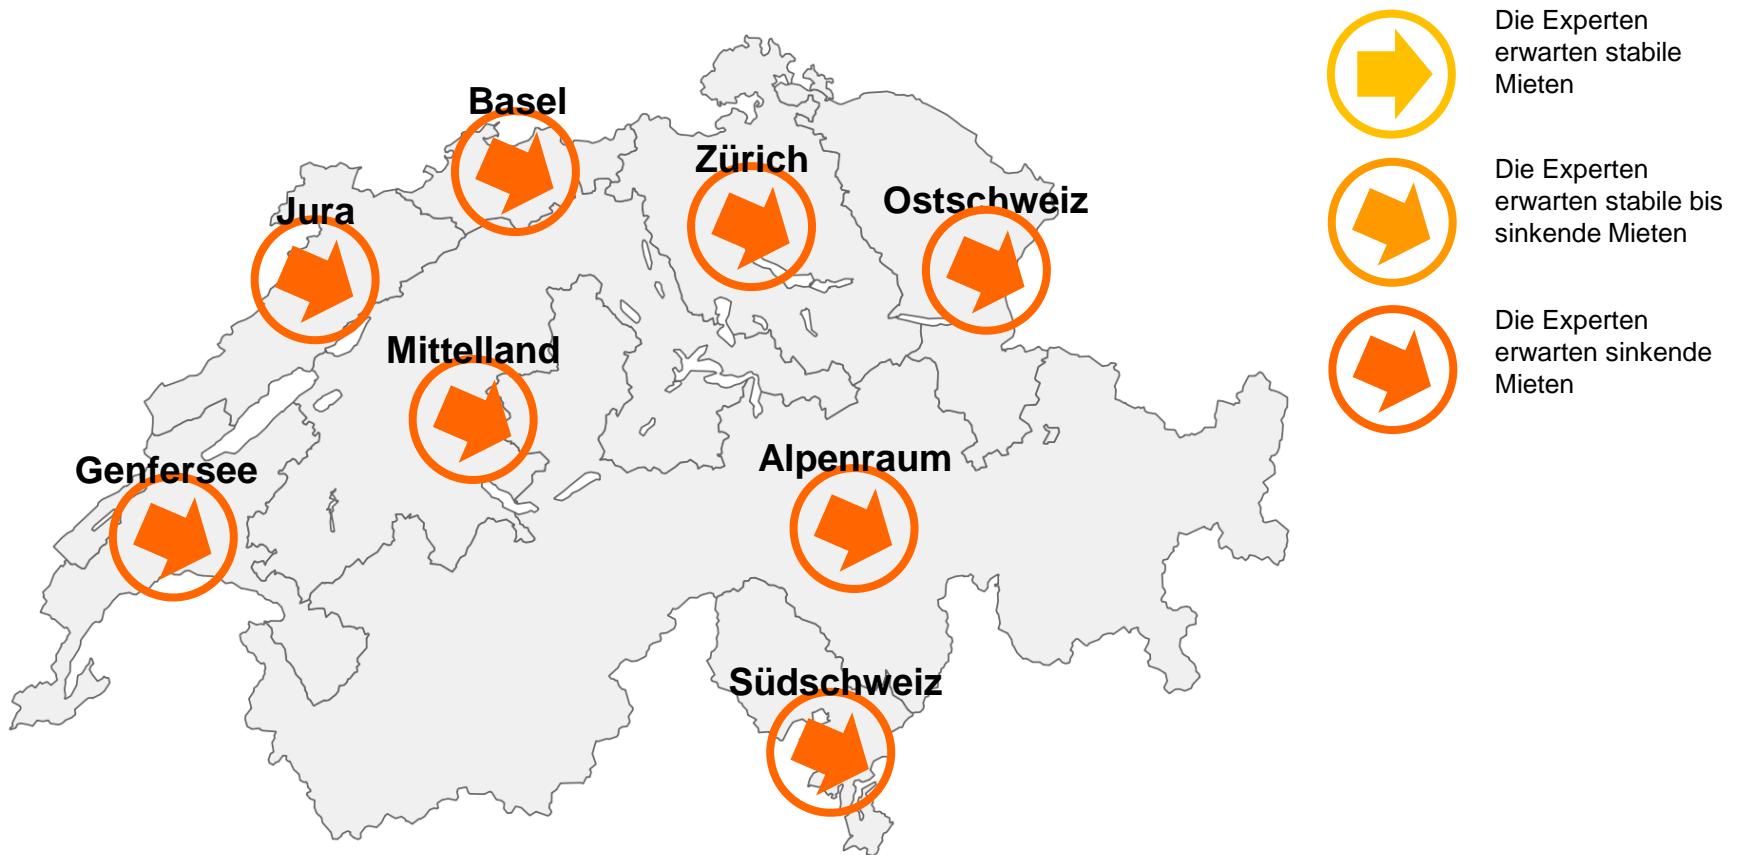 Basel
Zürich
Ostschweiz
Jura
Mittelland
Genfersee
Alpenraum
Südschweiz
Die Experten
erwarten stabile
Mieten
Die Experten
erwarten stabile bis
sinkende Mieten
Die Experten
erwarten sinkende
Mieten